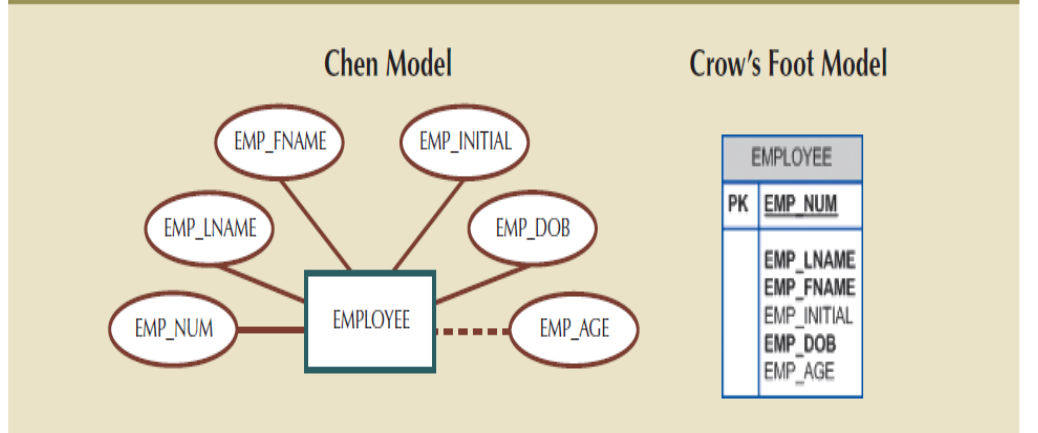 Chen Model
EMP_FNAME
EMP_INITIAL
EMP_LNAME
EMP_DOB
EMP_NUM
EMPLOYEE
EMP_AGE
Crow's Foot Model
EMPLOYEE
PK EMP_NUM
EMP_LNAME
EMP_FNAME
EMP_INITIAL
EMP_DOB
EMP_AGE